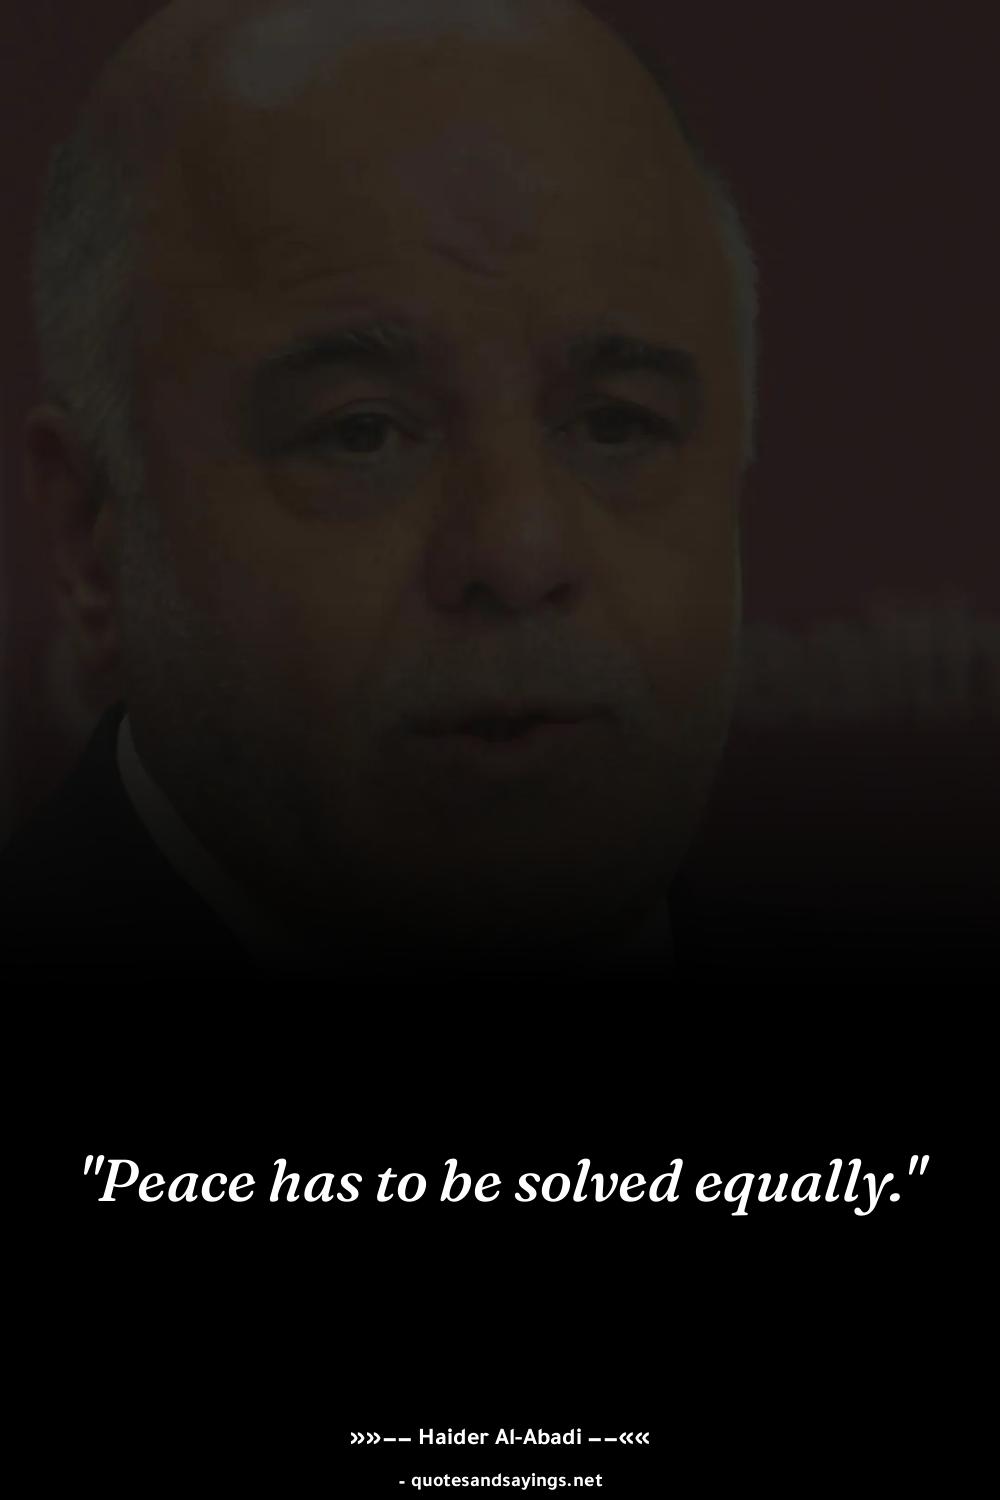 "Peace has to be solved equally."
»»–– Haider Al-Abadi ––««
- quotesandsayings.net